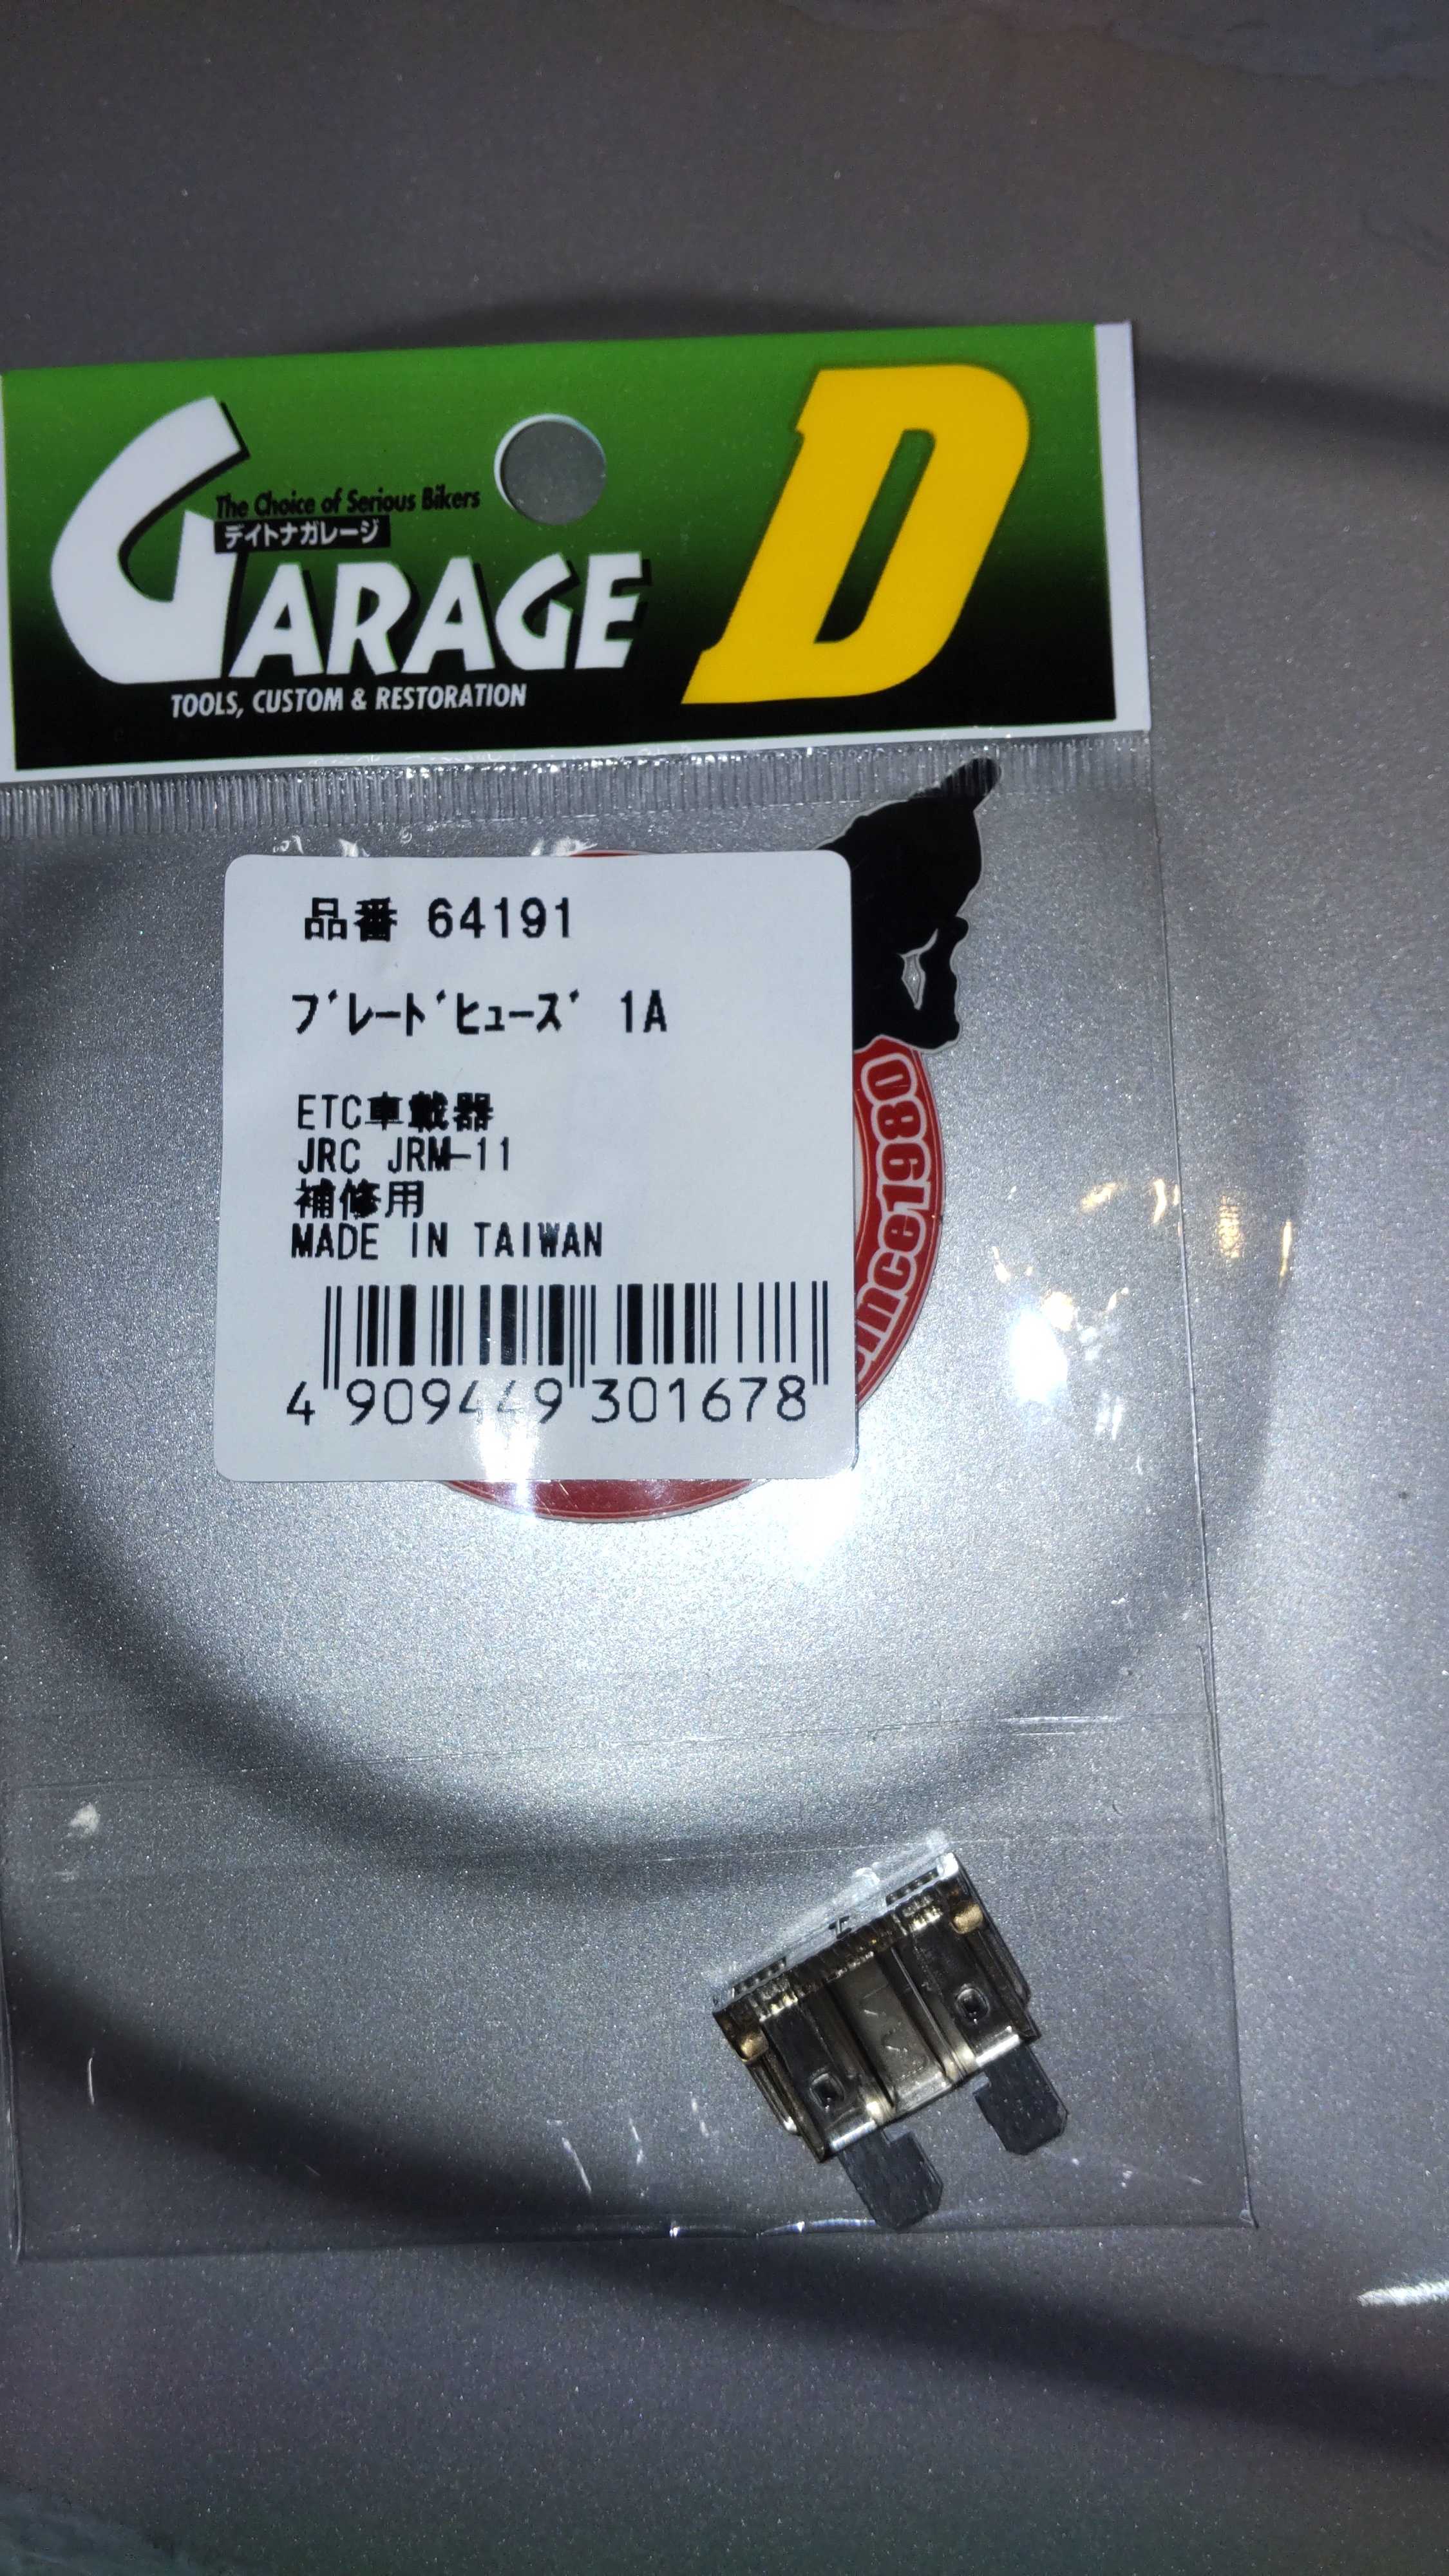 The Choice of Serious Bikers
デイトナガレージ
GARAGE D
TOOLS, CUSTOM & RESTORATION
品番 64191
ﾌﾞﾚｰﾄﾞﾋｭｰｽﾞ 1A
ETC車載器
JRC JRM-11
補修用
MADE IN TAIWAN
4 909449 301678
since1980